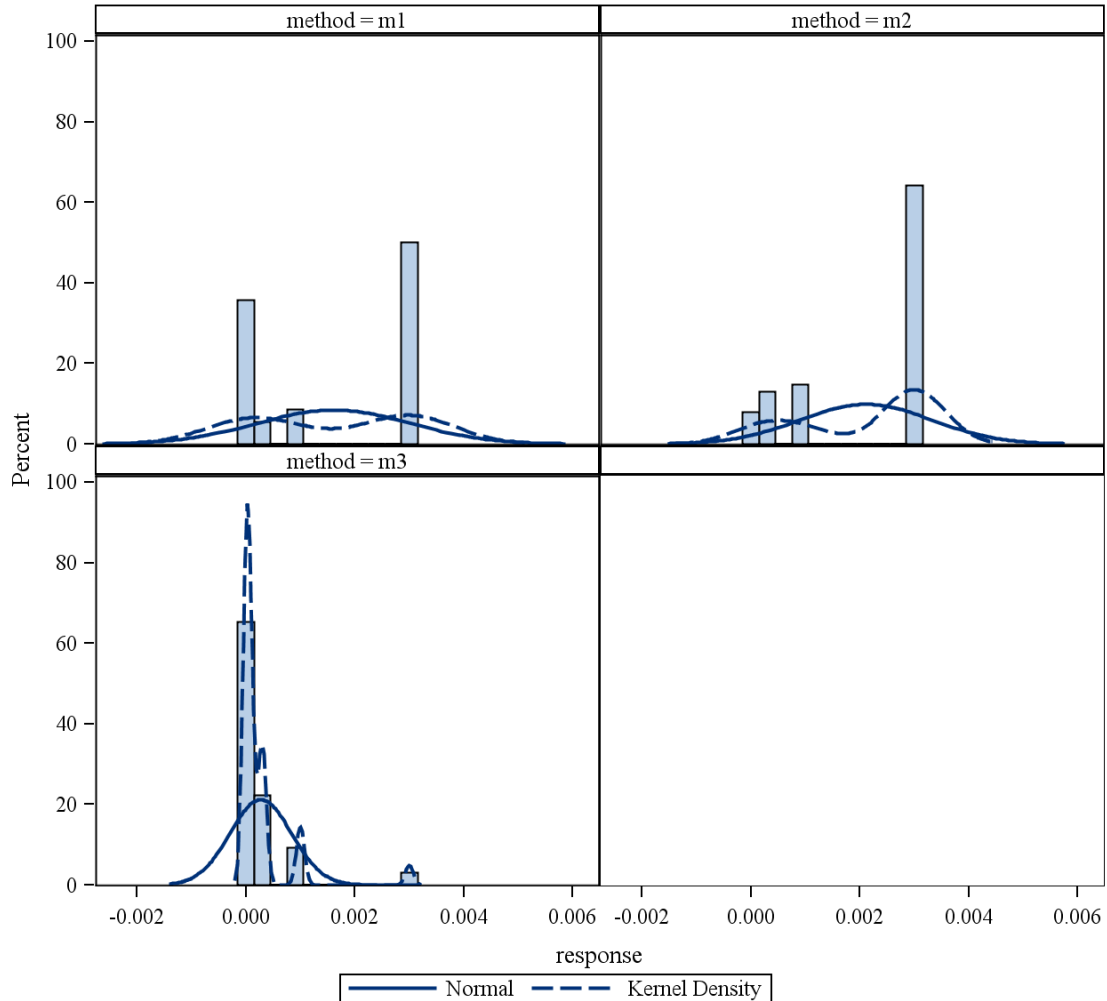 method = m1
method = m2
100
80
60
40
20
0
method = m3
100
80
60
40
20
0
Percent
-0.002 0.000 0.002 0.004 0.006
-0.002 0.000 0.002 0.004 0.006
response
Normal
Kernel Density